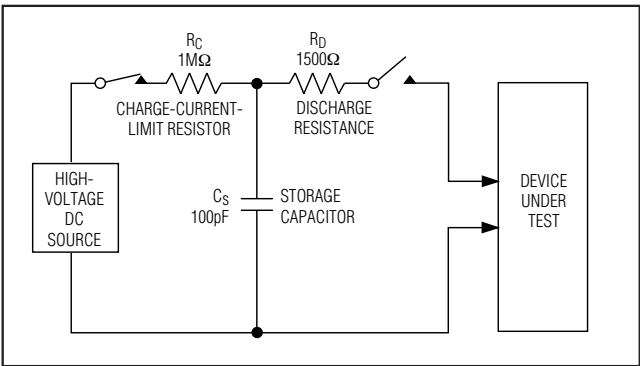 R_C
1MΩ
CHARGE-CURRENT-
LIMIT RESISTOR
R_D
1500Ω
DISCHARGE
RESISTANCE
HIGH-
VOLTAGE
DC
SOURCE
C_S
100pF
STORAGE
CAPACITOR
DEVICE
UNDER
TEST